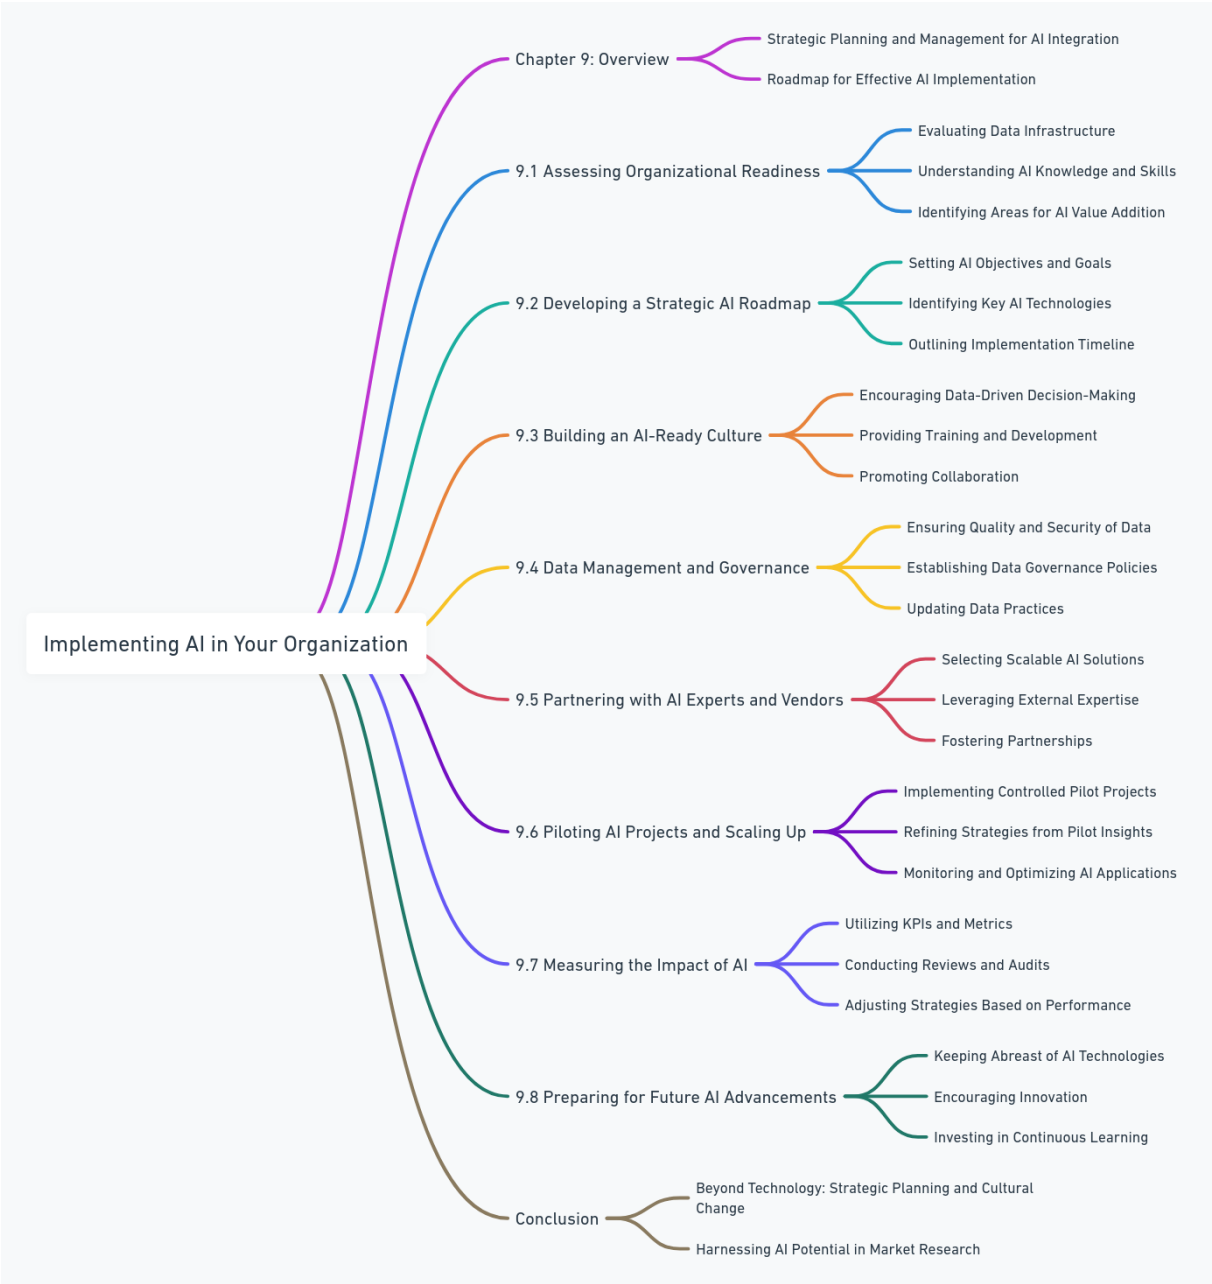 Implementing AI in Your Organization
Chapter 9: Overview
Strategic Planning and Management for AI Integration
Roadmap for Effective AI Implementation
9.1 Assessing Organizational Readiness
Evaluating Data Infrastructure
Understanding AI Knowledge and Skills
Identifying Areas for AI Value Addition
9.2 Developing a Strategic AI Roadmap
Setting AI Objectives and Goals
Identifying Key AI Technologies
Outlining Implementation Timeline
9.3 Building an AI-Ready Culture
Encouraging Data-Driven Decision-Making
Providing Training and Development
Promoting Collaboration
9.4 Data Management and Governance
Ensuring Quality and Security of Data
Establishing Data Governance Policies
Updating Data Practices
9.5 Partnering with AI Experts and Vendors
Selecting Scalable AI Solutions
Leveraging External Expertise
Fostering Partnerships
9.6 Piloting AI Projects and Scaling Up
Implementing Controlled Pilot Projects
Refining Strategies from Pilot Insights
Monitoring and Optimizing AI Applications
9.7 Measuring the Impact of AI
Utilizing KPIs and Metrics
Conducting Reviews and Audits
Adjusting Strategies Based on Performance
9.8 Preparing for Future AI Advancements
Keeping Abreast of AI Technologies
Encouraging Innovation
Investing in Continuous Learning
Conclusion
Beyond Technology: Strategic Planning and Cultural
Change
Harnessing AI Potential in Market Research